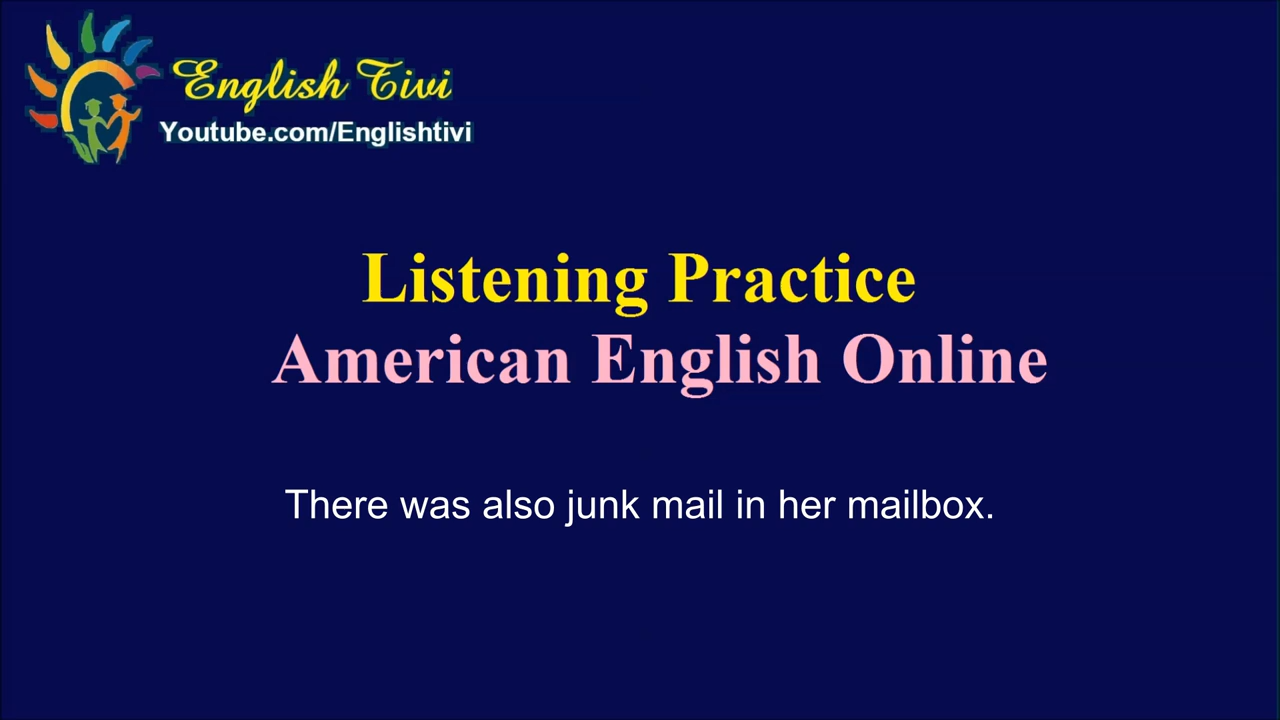 English Tivi
Youtube.com/Englishtivi
Listening Practice
American English Online
There was also junk mail in her mailbox.